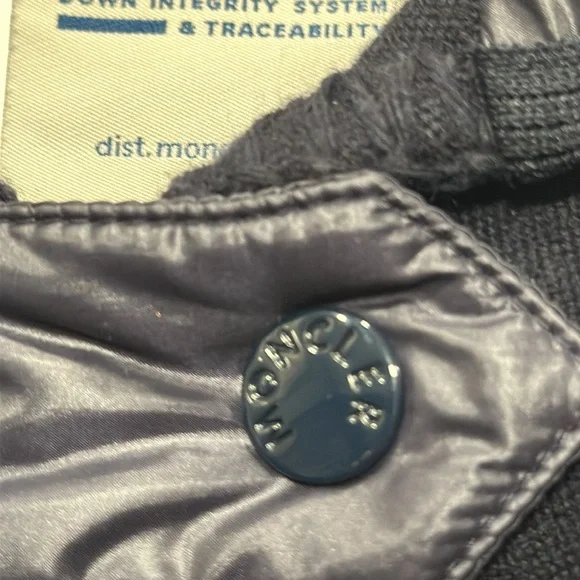 DOWN INTEGRITY SYSTEM
& TRACEABILITY
dist.mon
MONCLER